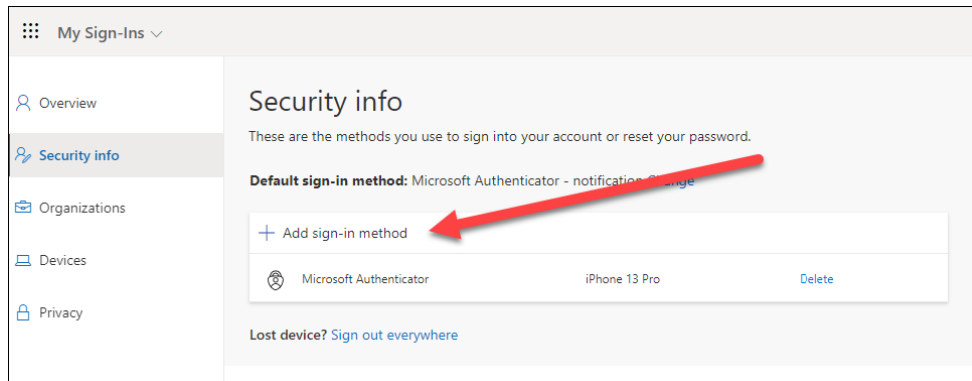 My Sign-Ins
Overview
Security info
Organizations
Devices
Privacy
Security info
These are the methods you use to sign into your account or reset your password.
Default sign-in method: Microsoft Authenticator - notification Change
+ Add sign-in method
Microsoft Authenticator iPhone 13 Pro Delete
Lost device? Sign out everywhere